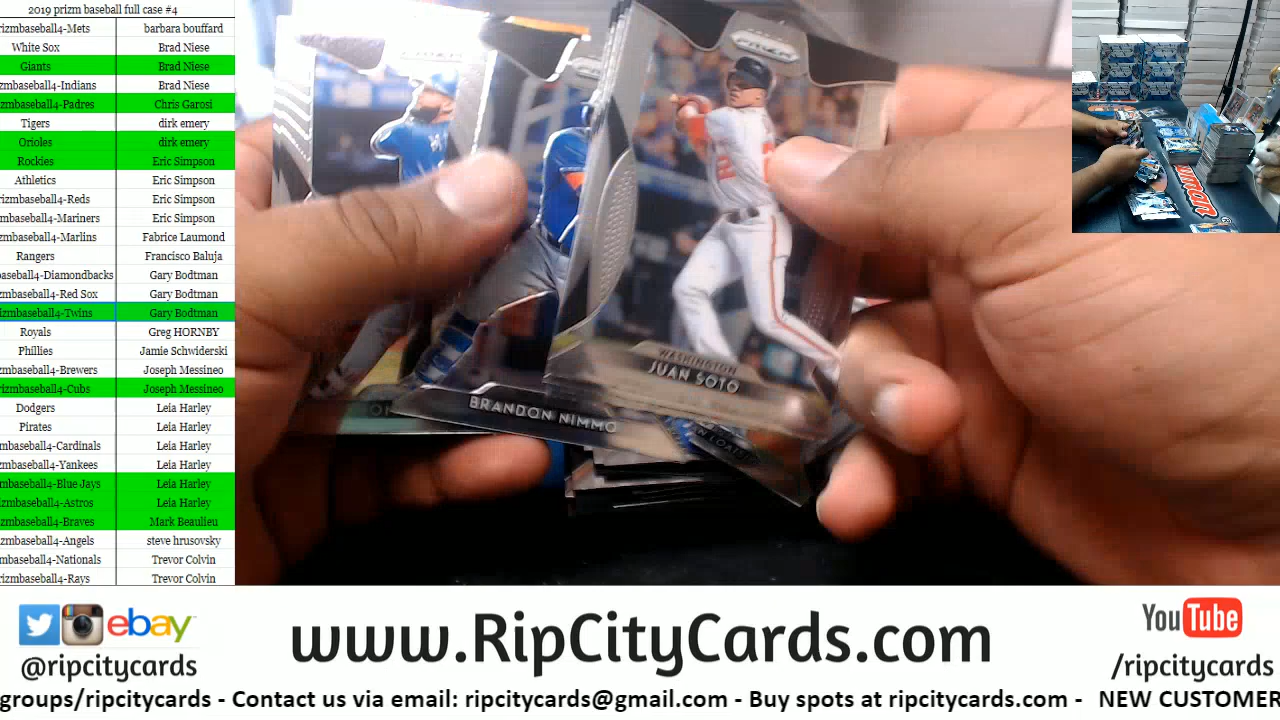 2019 prizm baseball full case #4
rizmbaseball4-Mets barbara bouffard
White Sox Brad Niese
Giants Brad Niese
zmbaseball4-Indians Brad Niese
zmbaseball4-Padres Chris Garosi
Tigers dirk emery
Orioles dirk emery
Rockies Eric Simpson
Athletics Eric Simpson
rizmbaseball4-Reds Eric Simpson
mbaseball4-Mariners Eric Simpson
zmbaseball4-Marlins Fabrice Laumond
Rangers Francisco Baluja
baseball4-Diamondbacks Gary Bodtman
zmbaseball4-Red Sox Gary Bodtman
izmbaseball4-Twins Gary Bodtman
Royals Greg HORNBY
Phillies Jamie Schwiderski
zmbaseball4-Brewers Joseph Messineo
izmbaseball4-Cubs Joseph Messineo
Dodgers Leia Harley
Pirates Leia Harley
mbaseball4-Cardinals Leia Harley
zmbaseball4-Yankees Leia Harley
mbaseball4-Blue Jays Leia Harley
izmbaseball4-Astros Leia Harley
zmbaseball4-Braves Mark Beaulieu
zmbaseball4-Angels steve hrusovsky
mbaseball4-Nationals Trevor Colvin
izmbaseball4-Rays Trevor Colvin
PRIZM
WASHINGTON
JUAN SOTO
BRANDON NIMMO
ebay
@ripcitycards
www.RipCityCards.com
YouTube
/ripcitycards
groups/ripcitycards - Contact us via email: ripcitycards@gmail.com - Buy spots at ripcitycards.com - NEW CUSTOMER